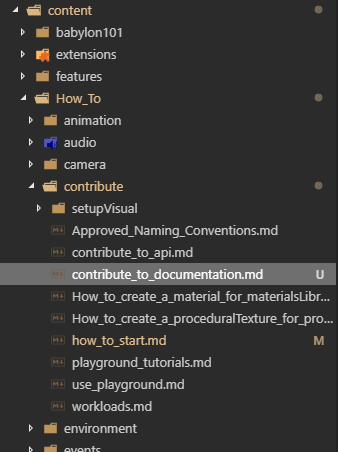 content
babylon101
extensions
features
How_To
animation
audio
camera
contribute
setupVisual
Approved_Naming_Conventions.md
contribute_to_api.md
contribute_to_documentation.md U
How_to_create_a_material_for_materialsLibr...
How_to_create_a_proceduralTexture_for_pro...
how_to_start.md M
playground_tutorials.md
use_playground.md
workloads.md
environment
events